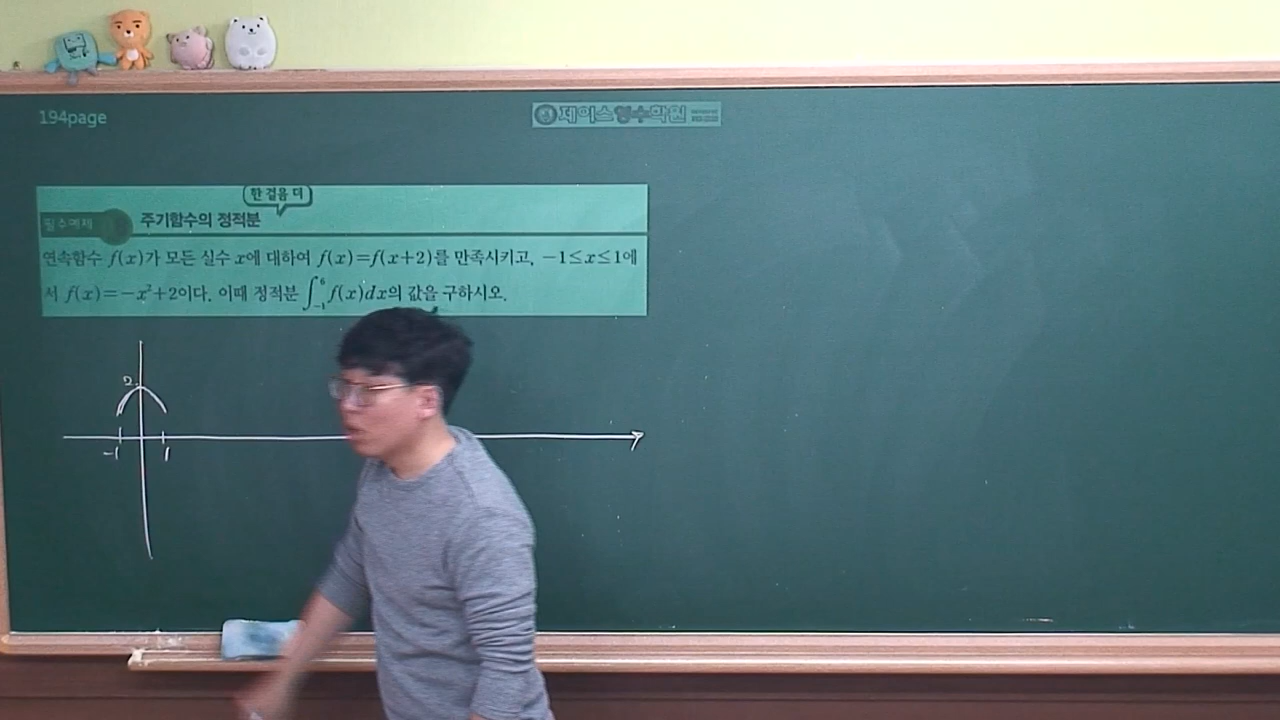 194page
제이스영수학원
한 걸음 더
필수예제
주기함수의 정적분
연속함수 f(x)가 모든 실수 x에 대하여 f(x)=f(x+2)를 만족시키고, −1≤x≤1에
서 f(x)=−x²+2이다. 이때 정적분 ∫₋₁⁶ f(x)dx의 값을 구하시오.
2
-1 1